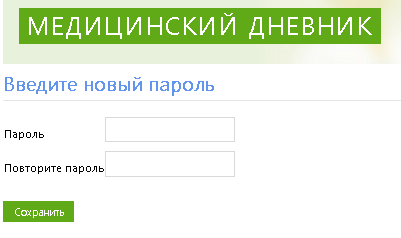 МЕДИЦИНСКИЙ ДНЕВНИК
Введите новый пароль
Пароль
Повторите пароль
Сохранить